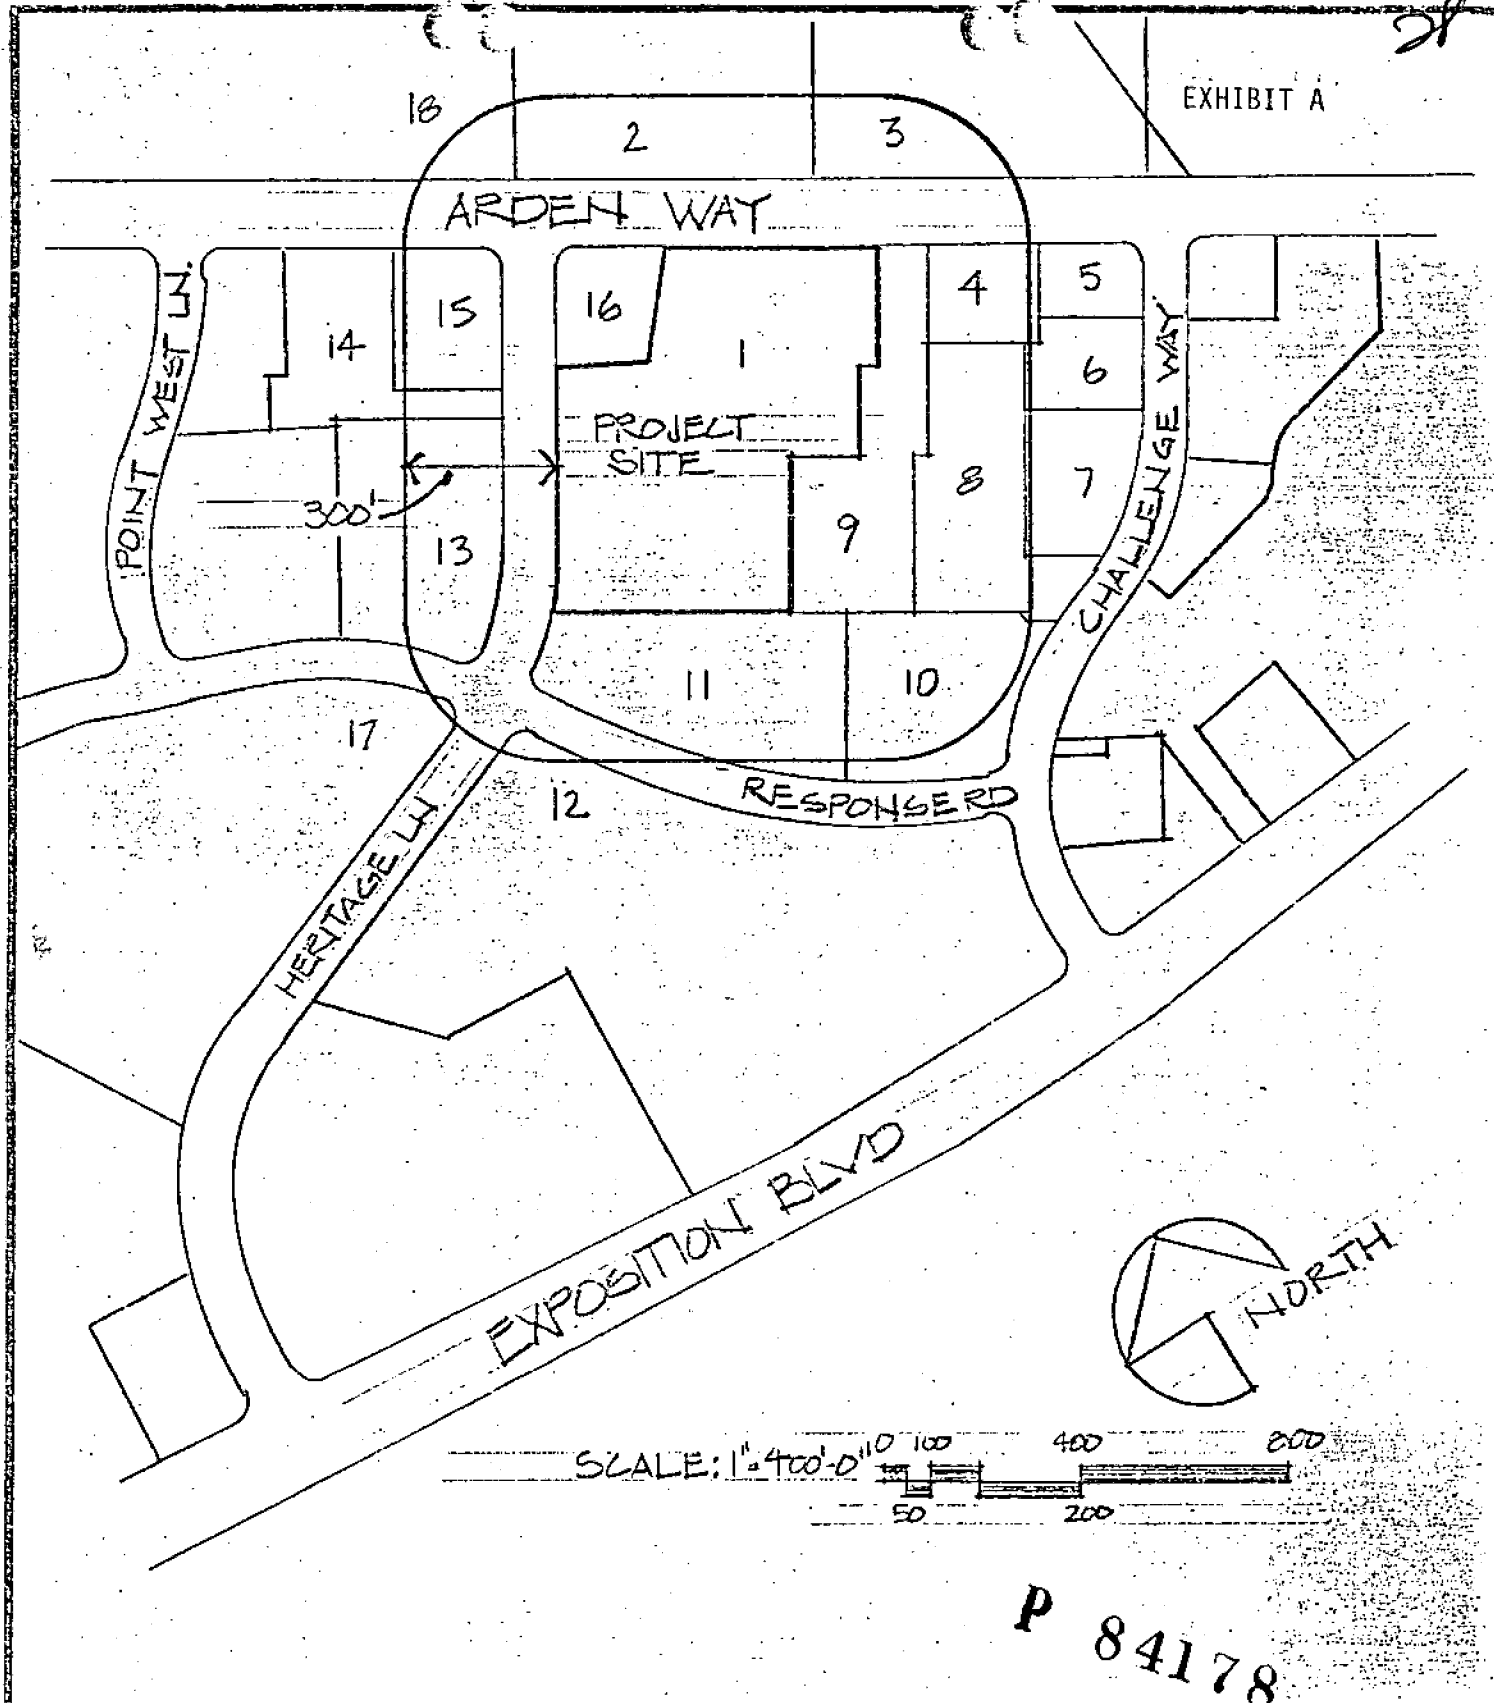 21
EXHIBIT A
18
2
3
ARDEN WAY
POINT WEST LN.
14
15
16
1
4
5
6
PROJECT
SITE
300'
13
9
8
7
CHALLENGE WAY
11
10
17
12
RESPONSE RD
HERITAGE LN
EXPOSITION BLVD
NORTH
SCALE: 1"=400'-0"
0 100 400 800
50 200
P 84178